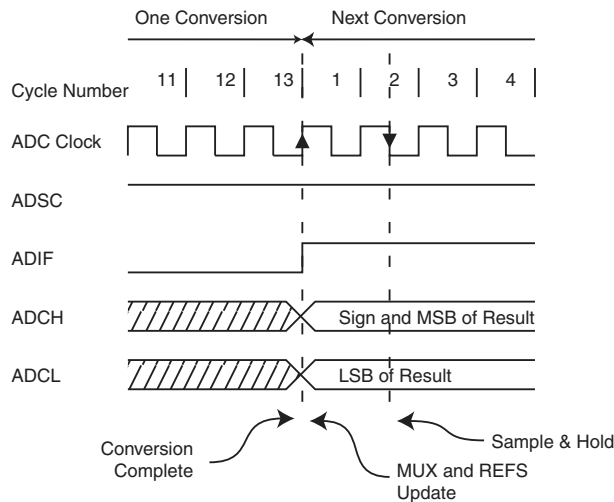 One Conversion
Next Conversion
Cycle Number
11
12
13
1
2
3
4
ADC Clock
ADSC
ADIF
ADCH
Sign and MSB of Result
ADCL
LSB of Result
Conversion
Complete
MUX and REFS
Update
Sample & Hold